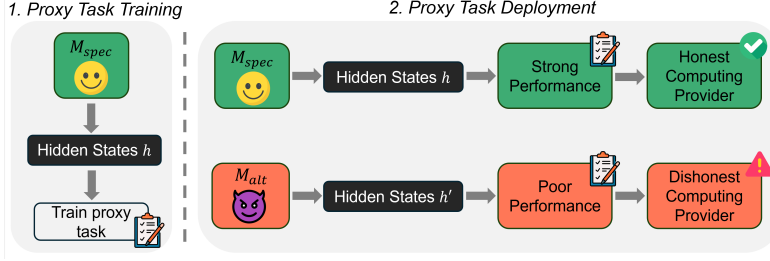 1. Proxy Task Training
M_spec
Hidden States h
Train proxy
task
2. Proxy Task Deployment
M_spec
Hidden States h
Strong
Performance
Honest
Computing
Provider
M_alt
Hidden States h′
Poor
Performance
Dishonest
Computing
Provider